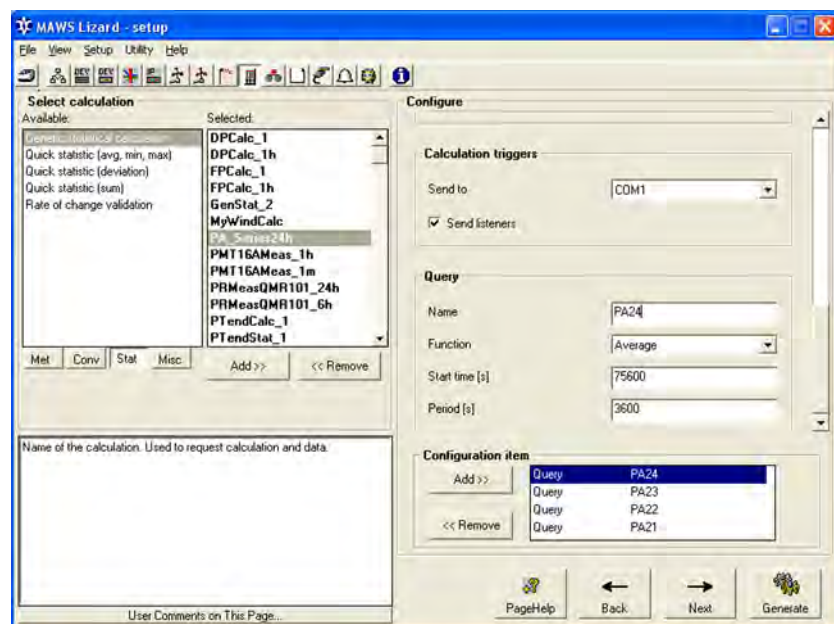 MAWS Lizard - setup
File View Setup Utility Help
Select calculation
Available:
Selected:
Generic statistical calculation
Quick statistic (avg, min, max)
Quick statistic (deviation)
Quick statistic (sum)
Rate of change validation
DPCalc_1
DPCalc_1h
FPCalc_1
FPCalc_1h
GenStat_2
MyWindCalc
PA_Series24h
PMT16AMeas_1h
PMT16AMeas_1m
PRMeasQMR101_24h
PRMeasQMR101_6h
PTendCalc_1
PTendStat_1
Met Conv Stat Misc
Add >> << Remove
Name of the calculation. Used to request calculation and data.
User Comments on This Page...
Configure
Calculation triggers
Send to COM1
Send listeners
Query
Name PA24
Function Average
Start time [s] 75600
Period [s] 3600
Configuration item
Add >>
<< Remove
Query PA24
Query PA23
Query PA22
Query PA21
PageHelp Back Next Generate